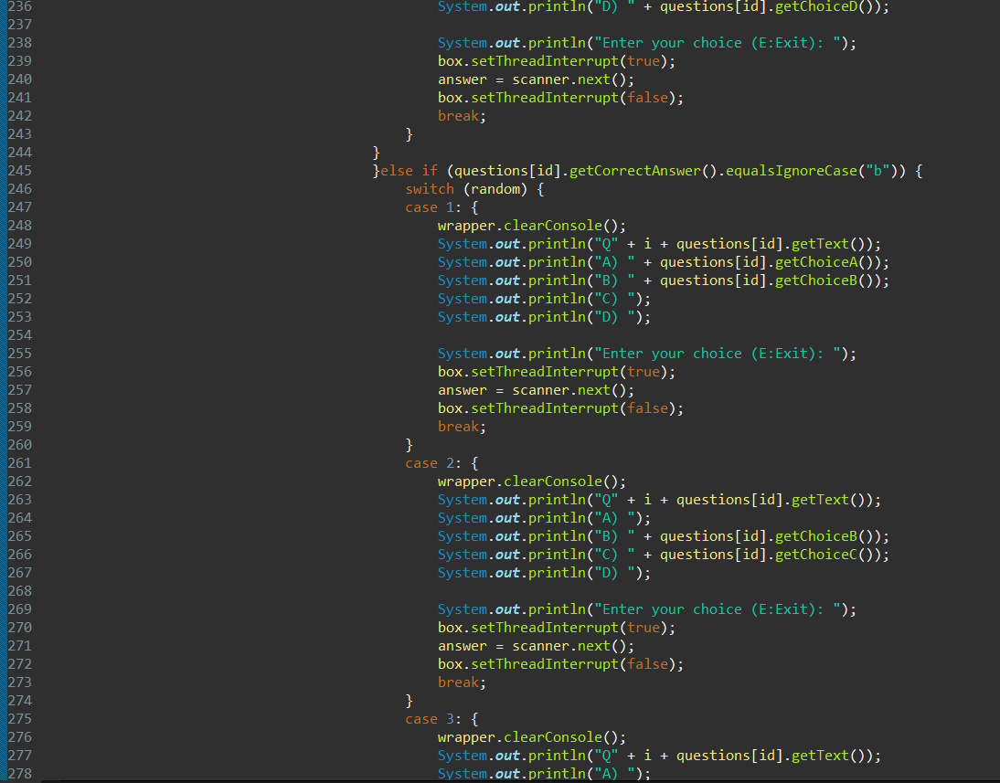 236 System.out.println("D) " + questions[id].getChoiceD());
237
238 System.out.println("Enter your choice (E:Exit): ");
239 box.setThreadInterrupt(true);
240 answer = scanner.next();
241 box.setThreadInterrupt(false);
242 break;
243 }
244 }
245 }else if (questions[id].getCorrectAnswer().equalsIgnoreCase("b")) {
246 switch (random) {
247 case 1: {
248 wrapper.clearConsole();
249 System.out.println("Q" + i + questions[id].getText());
250 System.out.println("A) " + questions[id].getChoiceA());
251 System.out.println("B) " + questions[id].getChoiceB());
252 System.out.println("C) ");
253 System.out.println("D) ");
254
255 System.out.println("Enter your choice (E:Exit): ");
256 box.setThreadInterrupt(true);
257 answer = scanner.next();
258 box.setThreadInterrupt(false);
259 break;
260 }
261 case 2: {
262 wrapper.clearConsole();
263 System.out.println("Q" + i + questions[id].getText());
264 System.out.println("A) ");
265 System.out.println("B) " + questions[id].getChoiceB());
266 System.out.println("C) " + questions[id].getChoiceC());
267 System.out.println("D) ");
268
269 System.out.println("Enter your choice (E:Exit): ");
270 box.setThreadInterrupt(true);
271 answer = scanner.next();
272 box.setThreadInterrupt(false);
273 break;
274 }
275 case 3: {
276 wrapper.clearConsole();
277 System.out.println("Q" + i + questions[id].getText());
278 System.out.println("A) ");